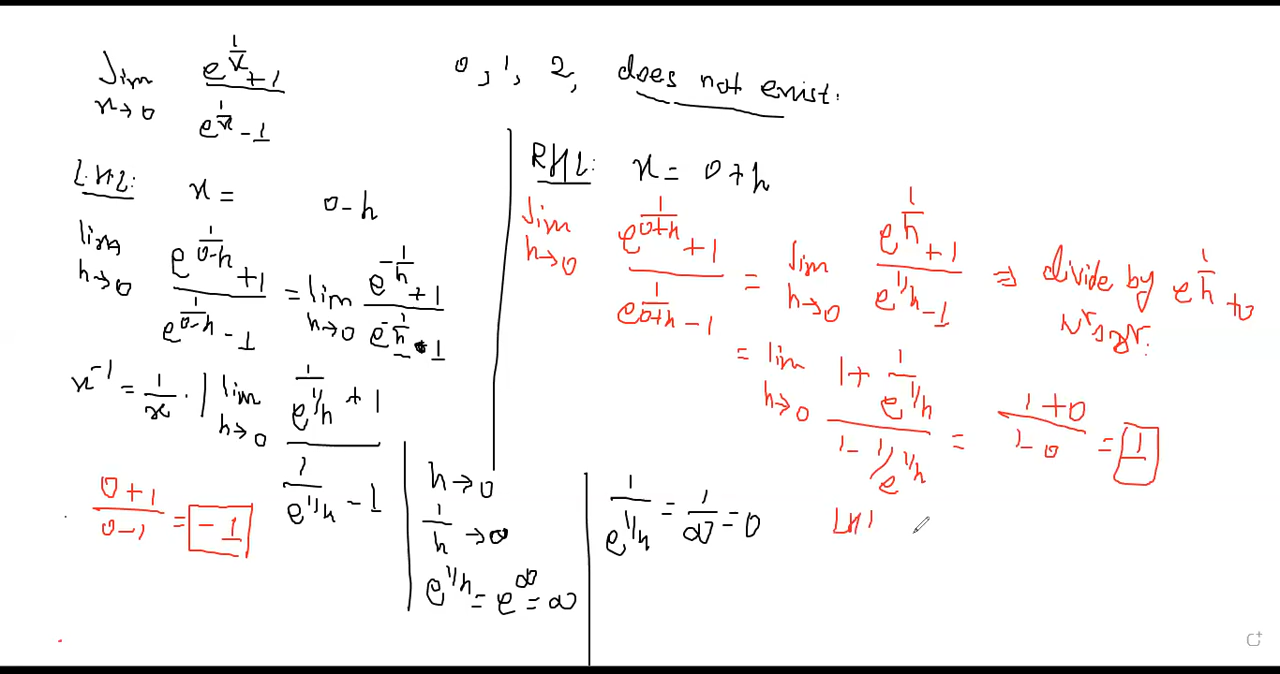 lim x→0 (e^(1/x)+1)/(e^(1/x)-1)
0, 1, 2, does not exist.
L.H.L: x = 0-h
lim h→0 (e^(1/(0-h))+1)/(e^(1/(0-h))-1) = lim h→0 (e^(-1/h)+1)/(e^(-1/h)-1)
x^(-1) = 1/x . | lim h→0 (1/e^(1/h) + 1)/(1/e^(1/h) - 1)
(0+1)/(0-1) = -1
h→0
1/h →∞
e^(1/h) = e^∞ = ∞
1/e^(1/h) = 1/∞ = 0
RHL: x = 0+h
lim h→0 (e^(1/(0+h))+1)/(e^(1/(0+h))-1) = lim h→0 (e^(1/h)+1)/(e^(1/h)-1) ⇒ divide by e^(1/h) to
Nr, Dr.
= lim h→0 (1+1/e^(1/h))/(1-1/e^(1/h)) = (1+0)/(1-0) = 1
LH